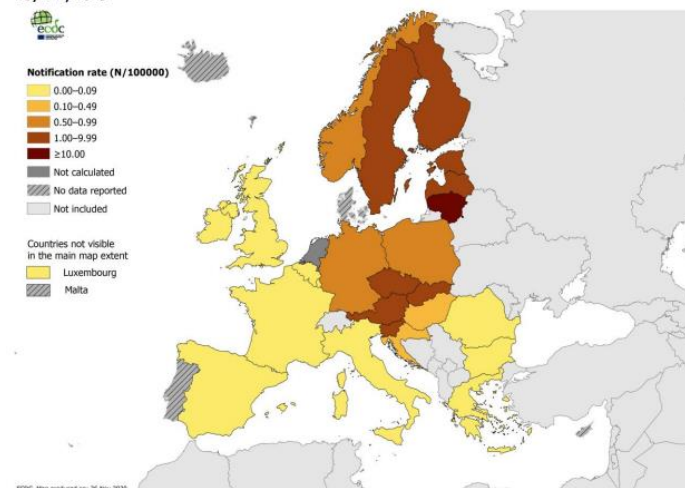 ecdc
Notification rate (N/100000)
0.00–0.09
0.10–0.49
0.50–0.99
1.00–9.99
≥10.00
Not calculated
No data reported
Not included
Countries not visible
in the main map extent
Luxembourg
Malta